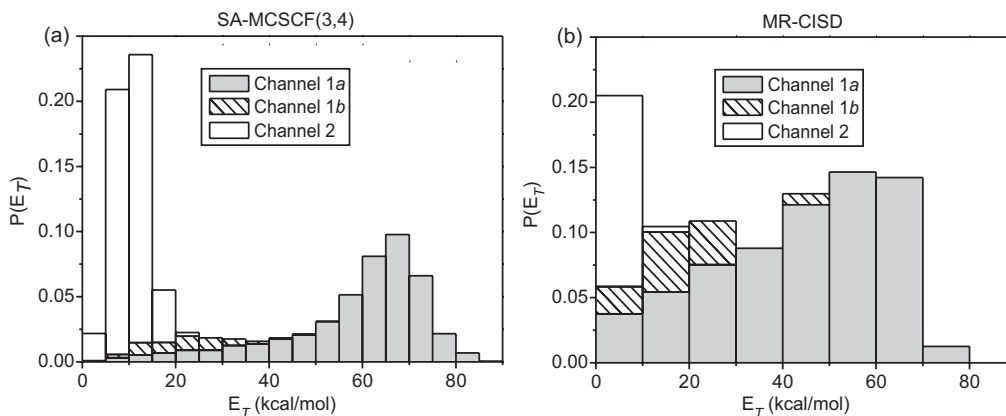 SA-MCSCF(3,4)
(a)
Channel 1a
Channel 1b
Channel 2
0.20
0.15
0.10
0.05
0.00
P(E_T)
0 20 40 60 80
E_T (kcal/mol)
MR-CISD
(b)
Channel 1a
Channel 1b
Channel 2
0.20
0.15
0.10
0.05
0.00
P(E_T)
0 20 40 60 80
E_T (kcal/mol)